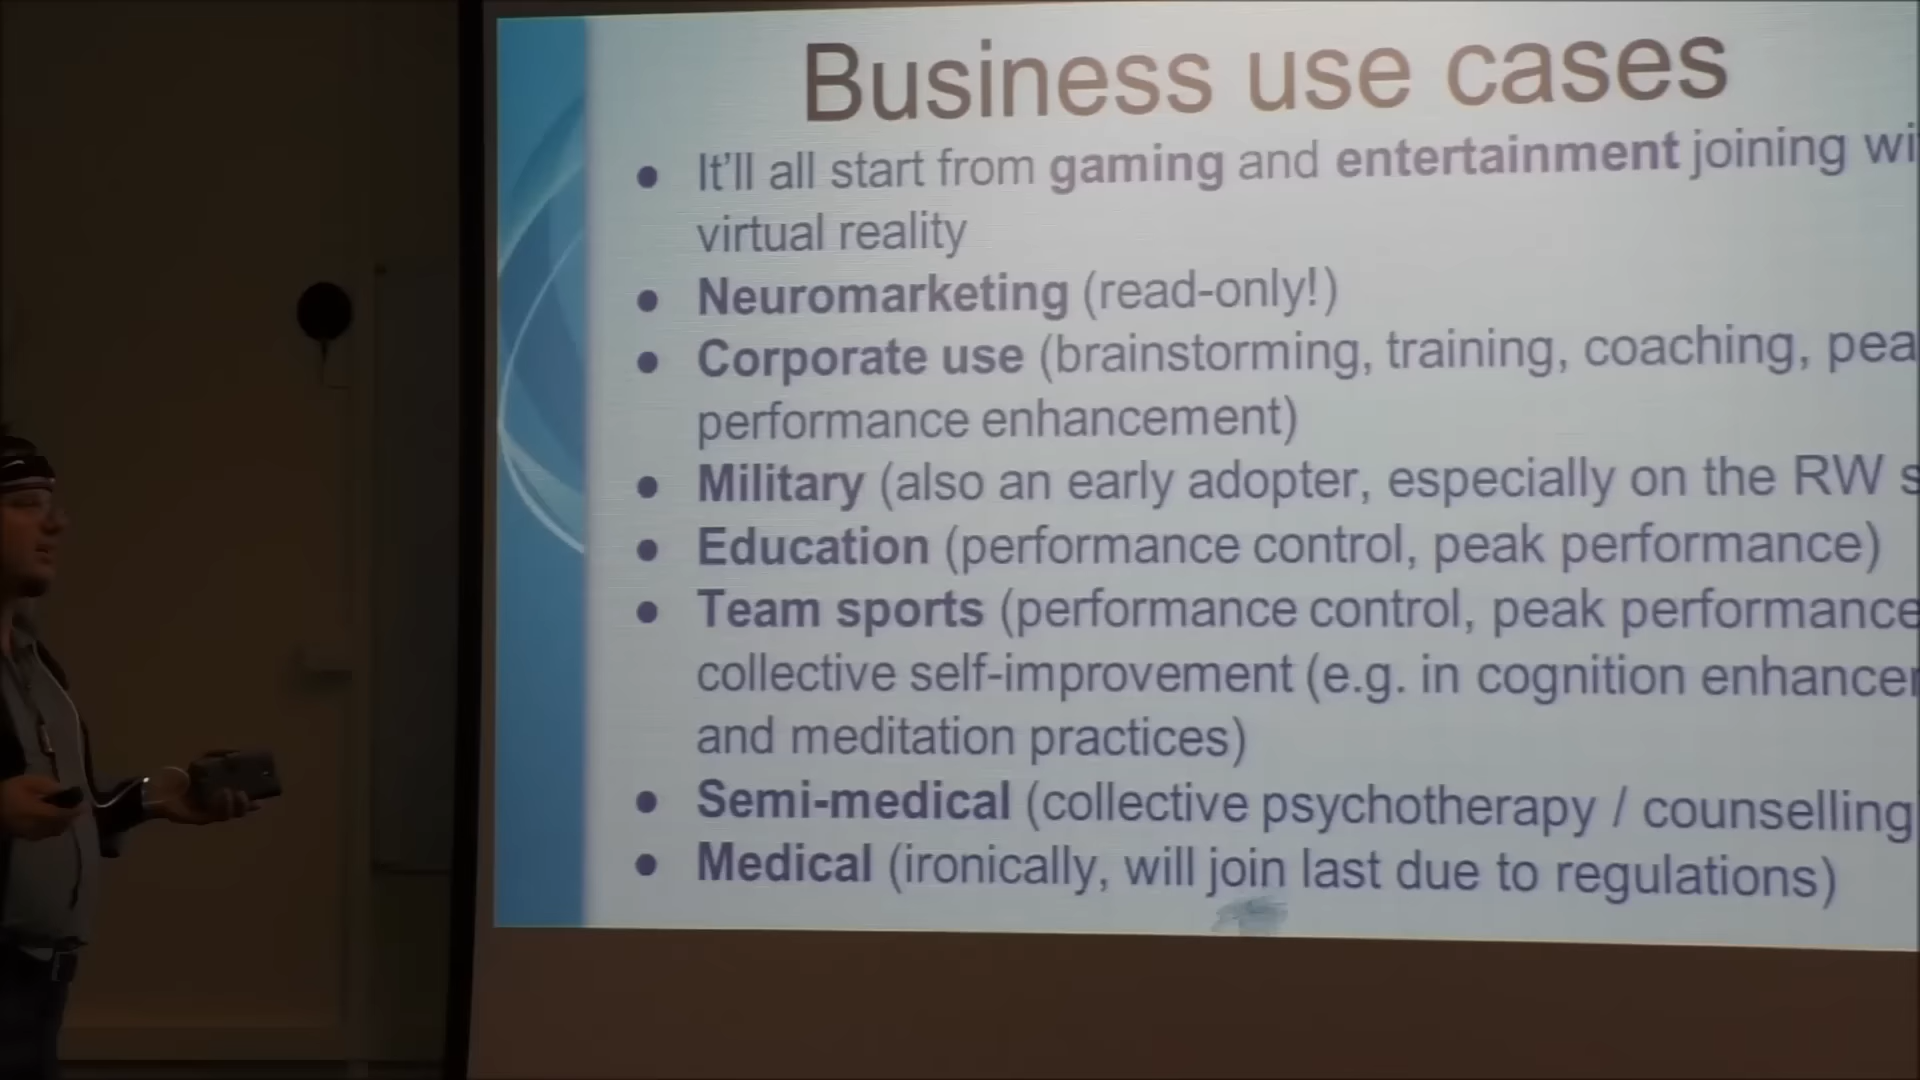 Business use cases
• It'll all start from gaming and entertainment joining wi
virtual reality
• Neuromarketing (read-only!)
• Corporate use (brainstorming, training, coaching, pea
performance enhancement)
• Military (also an early adopter, especially on the RW s
• Education (performance control, peak performance)
• Team sports (performance control, peak performance
collective self-improvement (e.g. in cognition enhancer
and meditation practices)
• Semi-medical (collective psychotherapy / counselling
• Medical (ironically, will join last due to regulations)